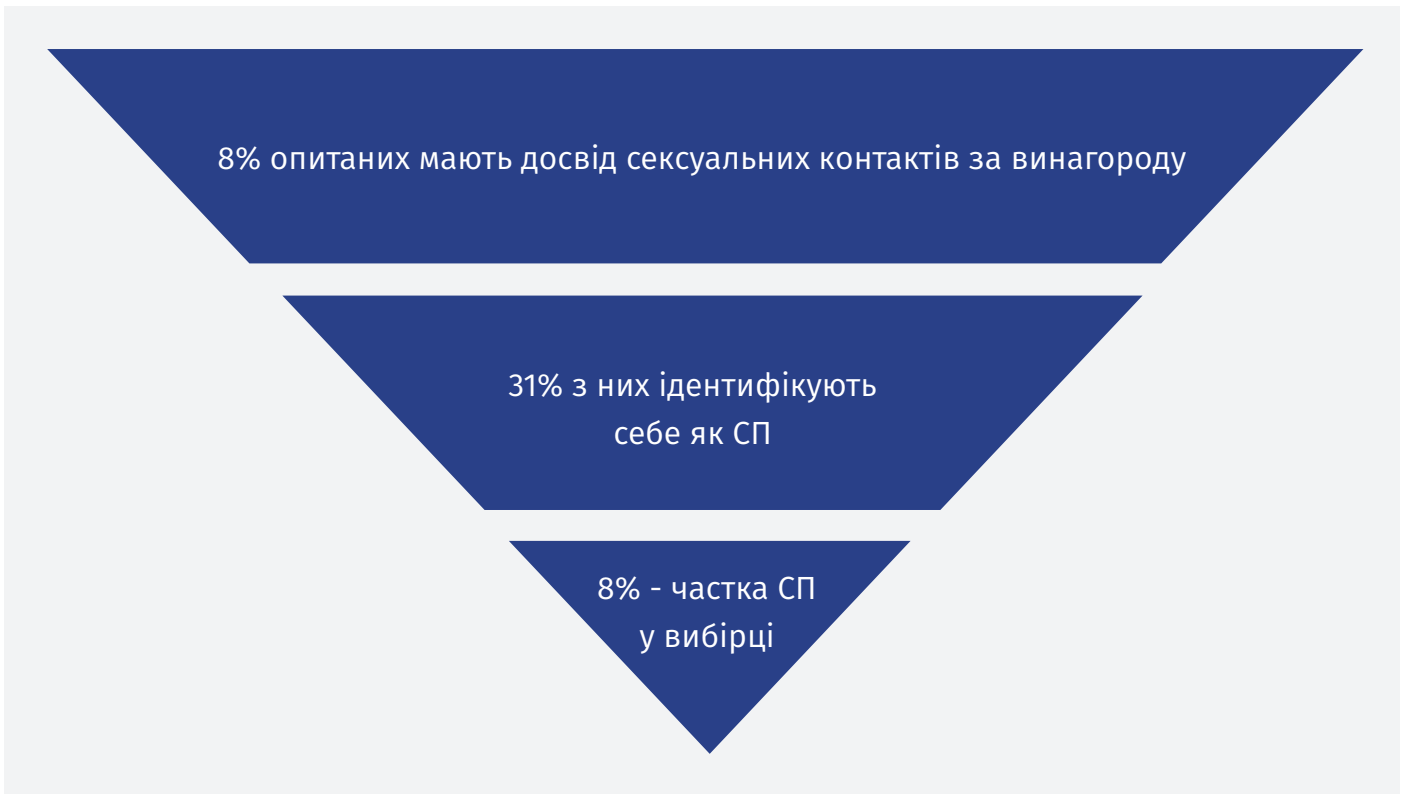 8% опитаних мають досвід сексуальних контактів за винагороду
31% з них ідентифікують
себе як СП
8% - частка СП
у вибірці